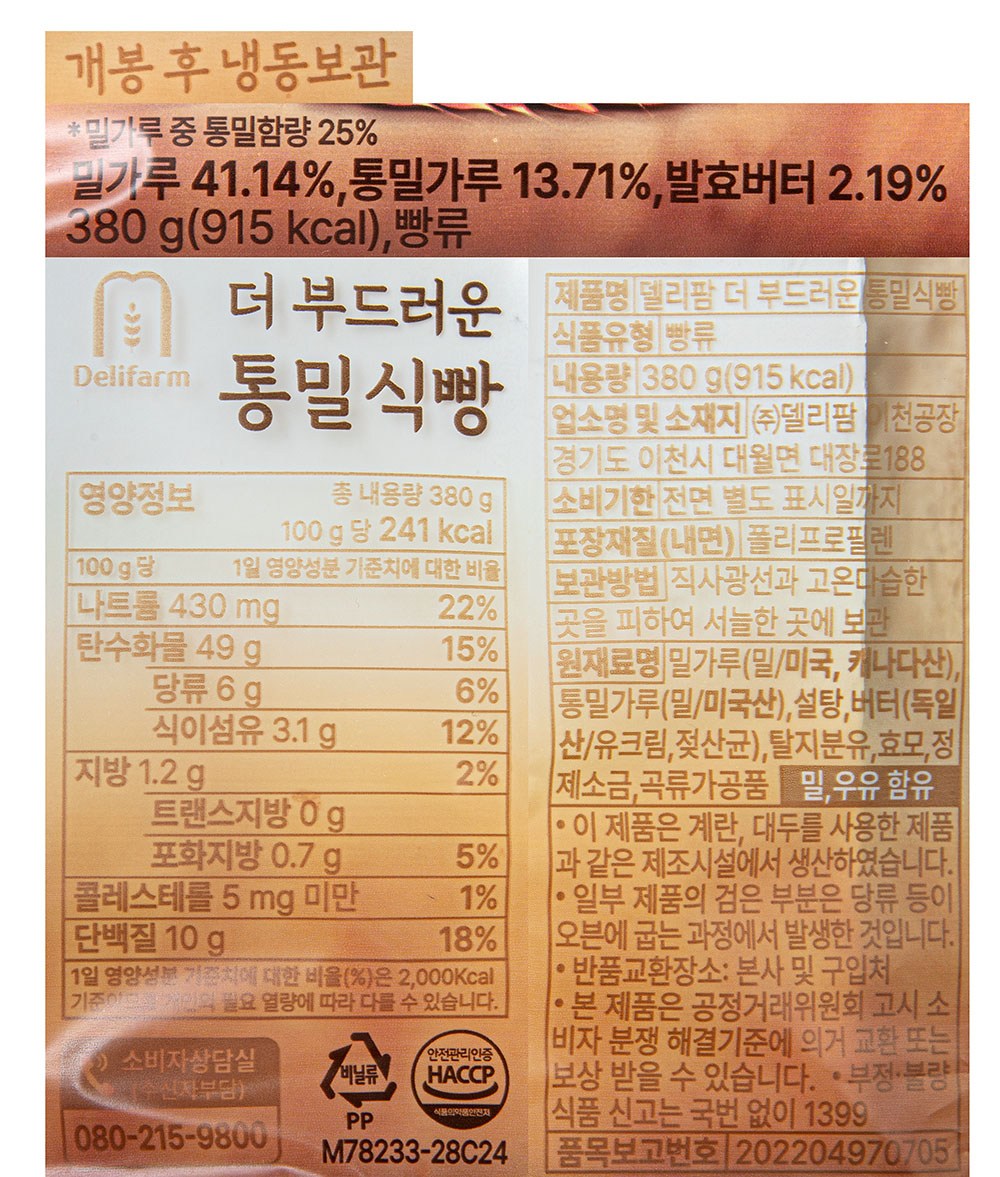 개봉 후 냉동보관
*밀가루 중 통밀함량 25%
밀가루 41.14%,통밀가루 13.71%,발효버터 2.19%
380 g(915 kcal),빵류
Delifarm
더 부드러운
통밀식빵
영양정보 총 내용량 380 g
100 g 당 241 kcal
100 g 당 1일 영양성분 기준치에 대한 비율
나트륨 430 mg 22%
탄수화물 49 g 15%
당류 6 g 6%
식이섬유 3.1 g 12%
지방 1.2 g 2%
트랜스지방 0 g
포화지방 0.7 g 5%
콜레스테롤 5 mg 미만 1%
단백질 10 g 18%
1일 영양성분 기준치에 대한 비율(%)은 2,000Kcal
기준이므로 개인의 필요 열량에 따라 다를 수 있습니다.
소비자상담실
(수신자부담)
080-215-9800
비닐류
PP
안전관리인증
HACCP
식품의약품안전처
M78233-28C24
제품명 델리팜 더 부드러운 통밀식빵
식품유형 빵류
내용량 380 g(915 kcal)
업소명 및 소재지 ㈜델리팜 이천공장
경기도 이천시 대월면 대장로188
소비기한 전면 별도 표시일까지
포장재질(내면) 폴리프로필렌
보관방법 직사광선과 고온다습한
곳을 피하여 서늘한 곳에 보관
원재료명 밀가루(밀/미국, 캐나다산),
통밀가루(밀/미국산),설탕,버터(독일
산/유크림,젖산균),탈지분유,효모,정
제소금,곡류가공품 밀,우유 함유
• 이 제품은 계란, 대두를 사용한 제품
과 같은 제조시설에서 생산하였습니다.
• 일부 제품의 검은 부분은 당류 등이
오븐에 굽는 과정에서 발생한 것입니다.
• 반품교환장소: 본사 및 구입처
• 본 제품은 공정거래위원회 고시 소
비자 분쟁 해결기준에 의거 교환 또는
보상 받을 수 있습니다. • 부정·불량
식품 신고는 국번 없이 1399
품목보고번호 202204970705